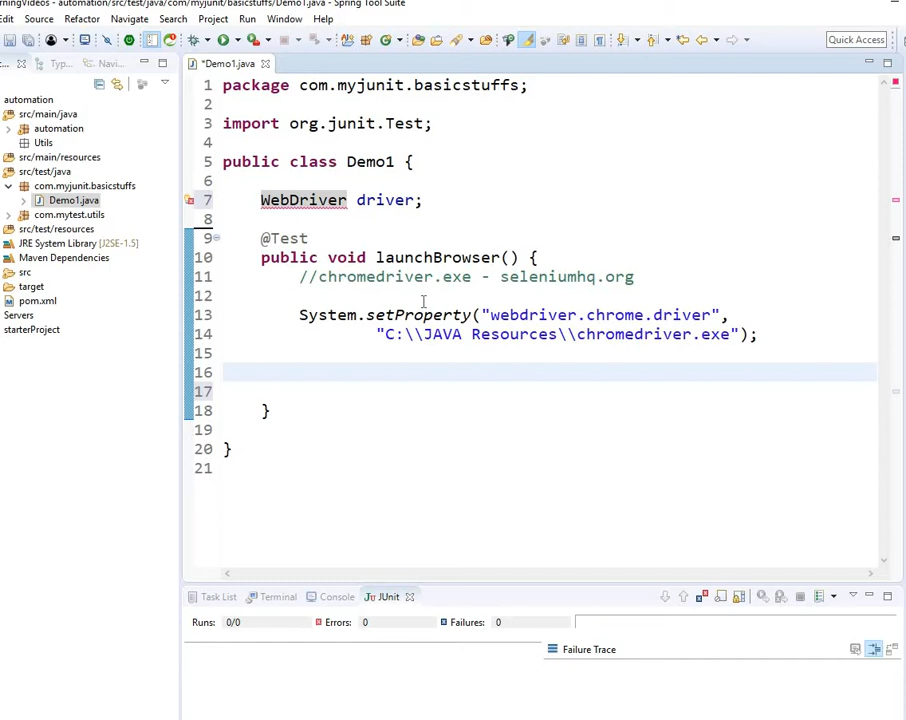 rningVideos - automation/src/test/java/com/myjunit/basicstuffs/Demo1.java - Spring Tool Suite
Edit Source Refactor Navigate Search Project Run Window Help
Quick Access
Typ... Navi... *Demo1.java
automation
src/main/java
automation
Utils
src/main/resources
src/test/java
com.myjunit.basicstuffs
Demo1.java
com.mytest.utils
src/test/resources
JRE System Library [J2SE-1.5]
Maven Dependencies
src
target
pom.xml
Servers
starterProject
1 package com.myjunit.basicstuffs;
2
3 import org.junit.Test;
4
5 public class Demo1 {
6
7 WebDriver driver;
8
9 @Test
10 public void launchBrowser() {
11 //chromedriver.exe - seleniumhq.org
12
13 System.setProperty("webdriver.chrome.driver",
14 "C:\\JAVA Resources\\chromedriver.exe");
15
16
17
18 }
19
20 }
21
Task List Terminal Console JUnit
Runs: 0/0 Errors: 0 Failures: 0
Failure Trace